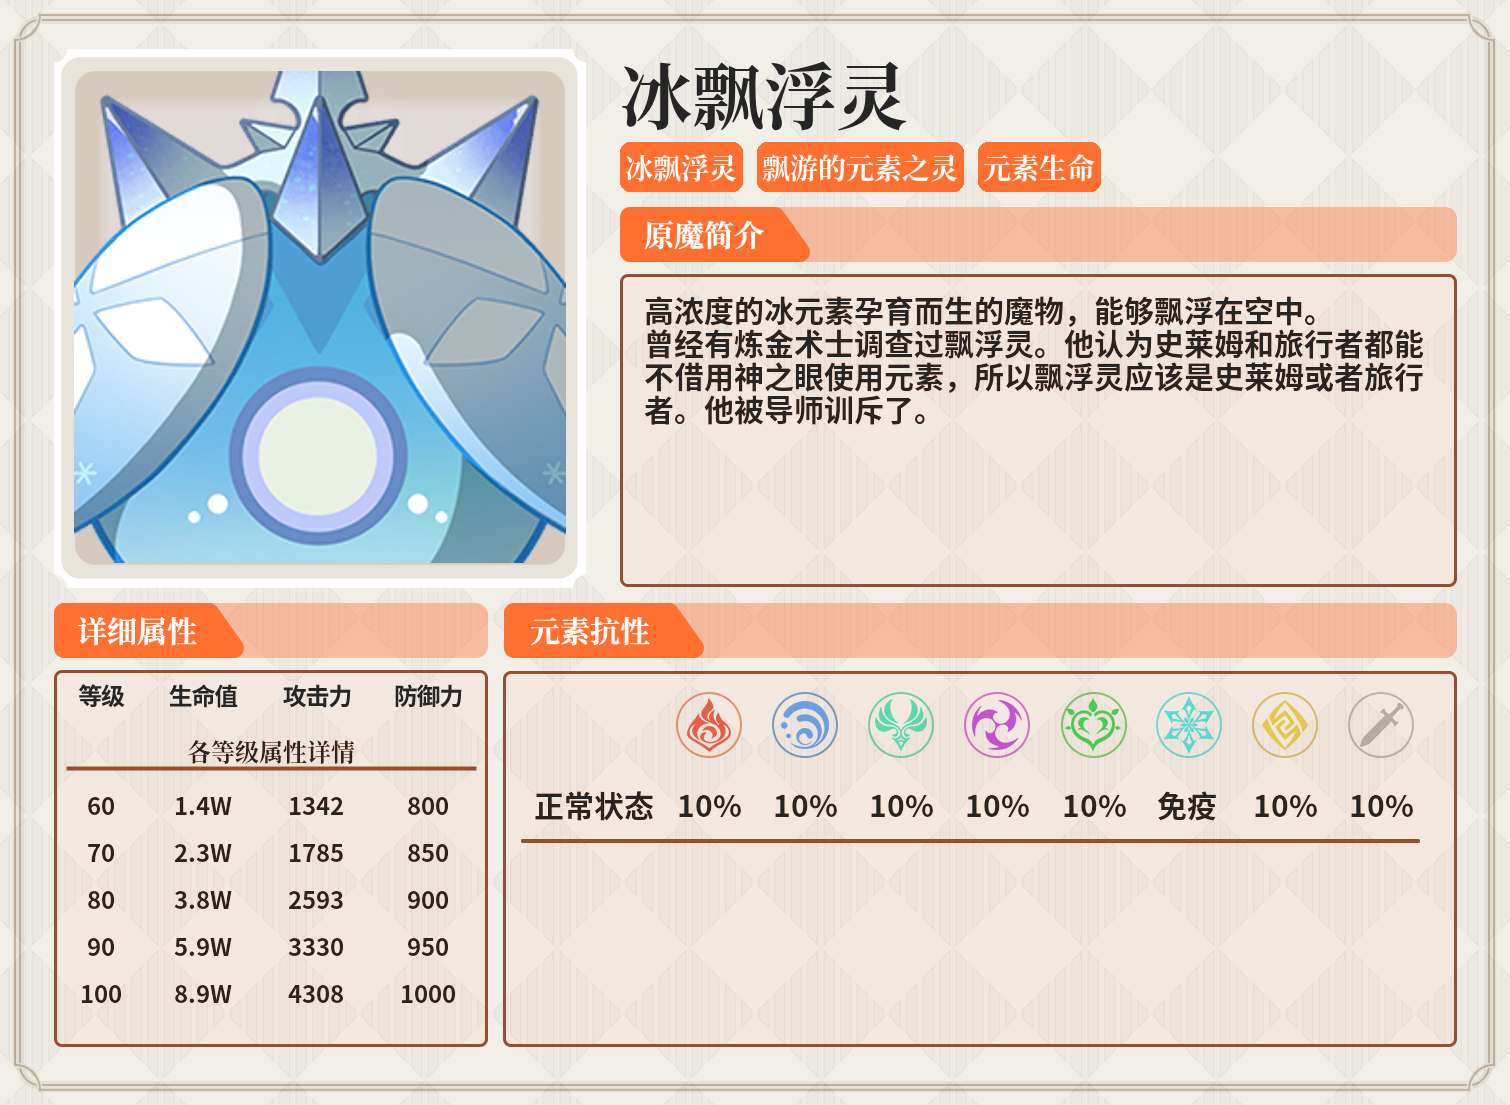 冰飘浮灵
冰飘浮灵 飘游的元素之灵 元素生命
原魔简介
高浓度的冰元素孕育而生的魔物，能够飘浮在空中。
曾经有炼金术士调查过飘浮灵。他认为史莱姆和旅行者都能
不借用神之眼使用元素，所以飘浮灵应该是史莱姆或者旅行
者。他被导师训斥了。
详细属性
等级 生命值 攻击力 防御力
各等级属性详情
60 1.4W 1342 800
70 2.3W 1785 850
80 3.8W 2593 900
90 5.9W 3330 950
100 8.9W 4308 1000
元素抗性
正常状态 10% 10% 10% 10% 10% 免疫 10% 10%